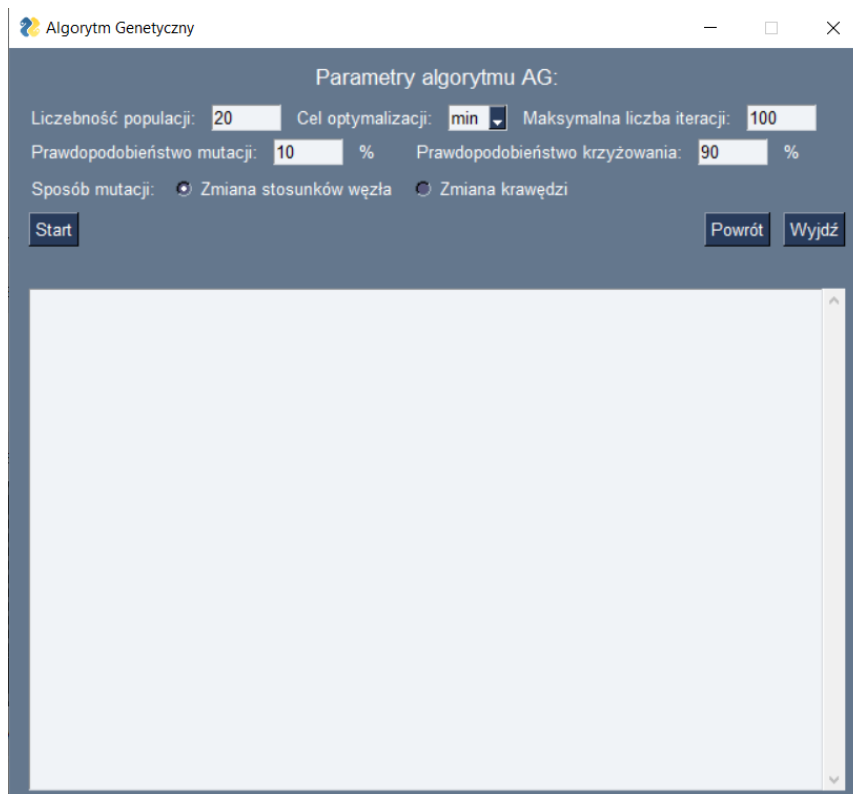 Algorytm Genetyczny
Parametry algorytmu AG:
Liczebność populacji: 20 Cel optymalizacji: min Maksymalna liczba iteracji: 100
Prawdopodobieństwo mutacji: 10 % Prawdopodobieństwo krzyżowania: 90 %
Sposób mutacji: Zmiana stosunków węzła Zmiana krawędzi
Start Powrót Wyjdź